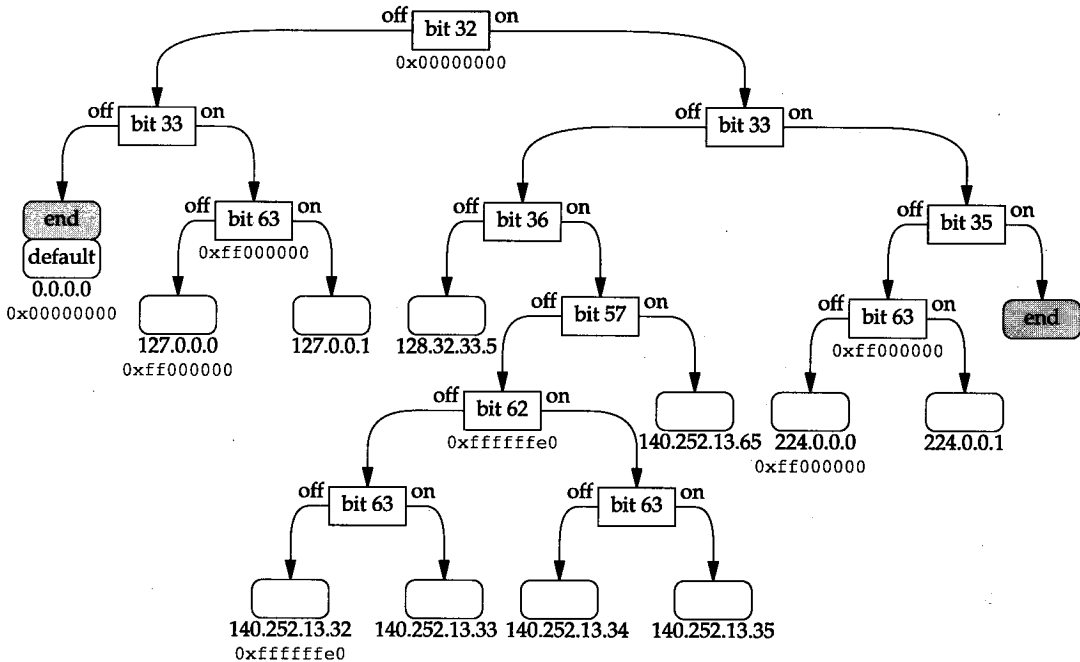 off bit 32 on
0x00000000
off bit 33 on
off bit 33 on
end
off bit 63 on
off bit 36 on
off bit 35 on
default
0xff000000
0.0.0.0
0x00000000
off bit 57 on
off bit 63 on
end
127.0.0.0
127.0.0.1
128.32.33.5
0xff000000
0xff000000
off bit 62 on
0xffffffe0
140.252.13.65
224.0.0.0
224.0.0.1
0xff000000
off bit 63 on
off bit 63 on
140.252.13.32
140.252.13.33
140.252.13.34
140.252.13.35
0xffffffe0